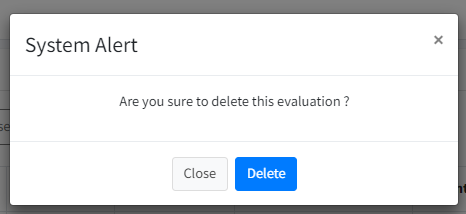 System Alert
×
Are you sure to delete this evaluation ?
Close
Delete